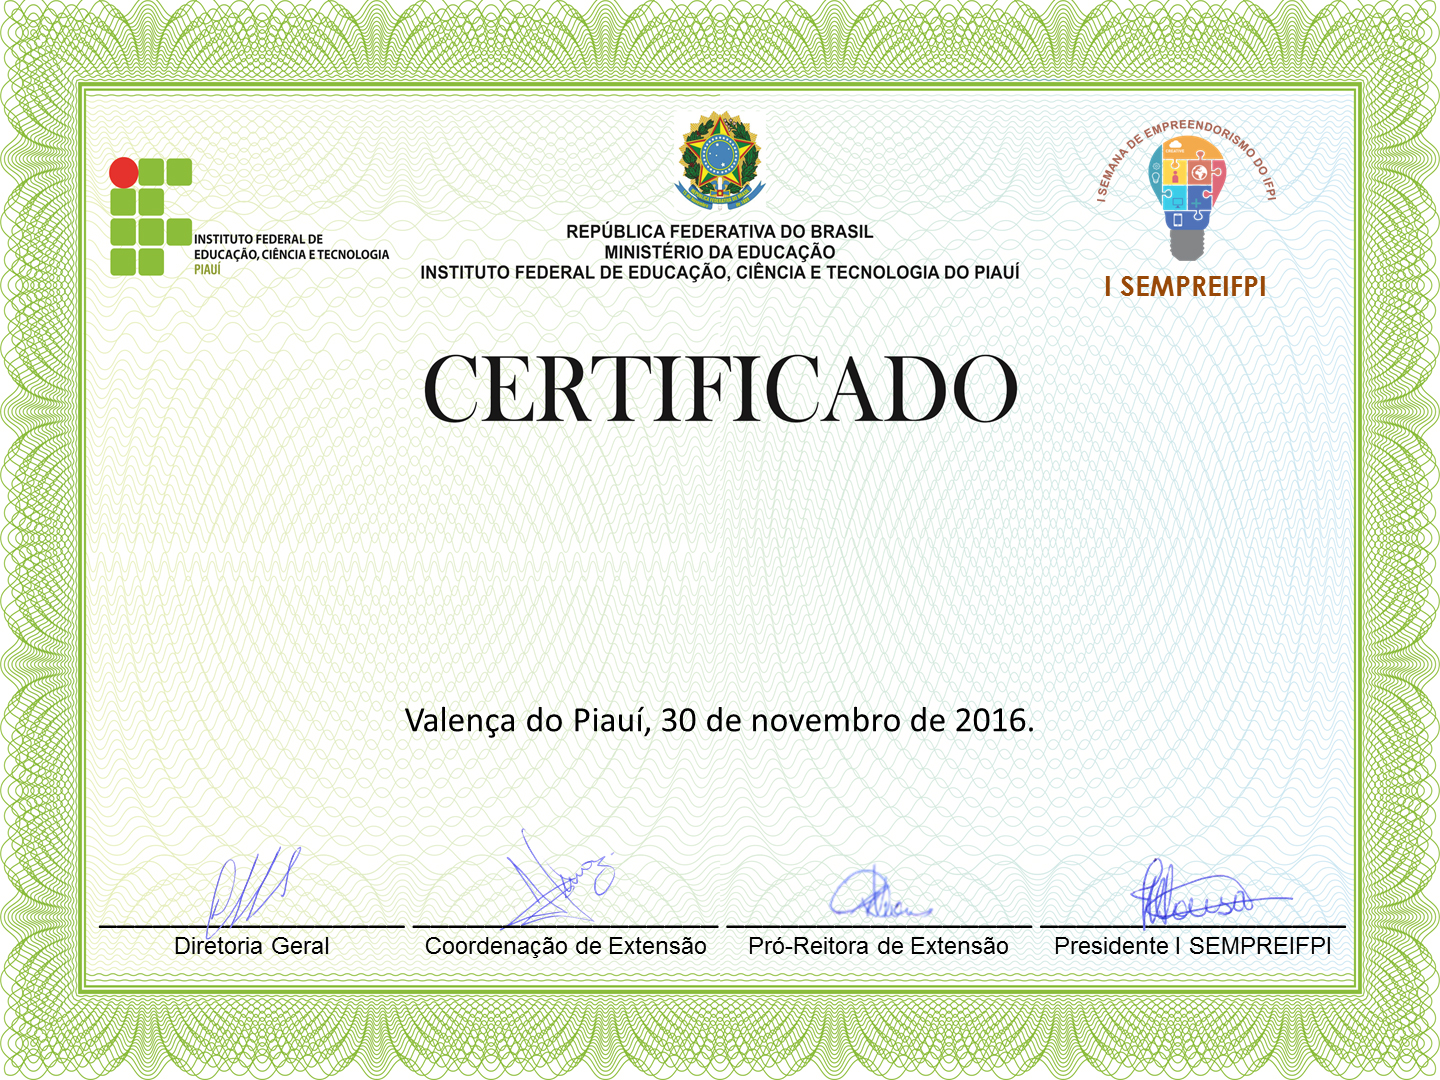 INSTITUTO FEDERAL DE
EDUCAÇÃO, CIÊNCIA E TECNOLOGIA
PIAUÍ
REPÚBLICA FEDERATIVA DO BRASIL
MINISTÉRIO DA EDUCAÇÃO
INSTITUTO FEDERAL DE EDUCAÇÃO, CIÊNCIA E TECNOLOGIA DO PIAUÍ
I SEMANA DE EMPREENDORISMO DO IFPI
I SEMPREIFPI
CERTIFICADO
Valença do Piauí, 30 de novembro de 2016.
Diretoria Geral
Coordenação de Extensão
Pró-Reitora de Extensão
Presidente I SEMPREIFPI